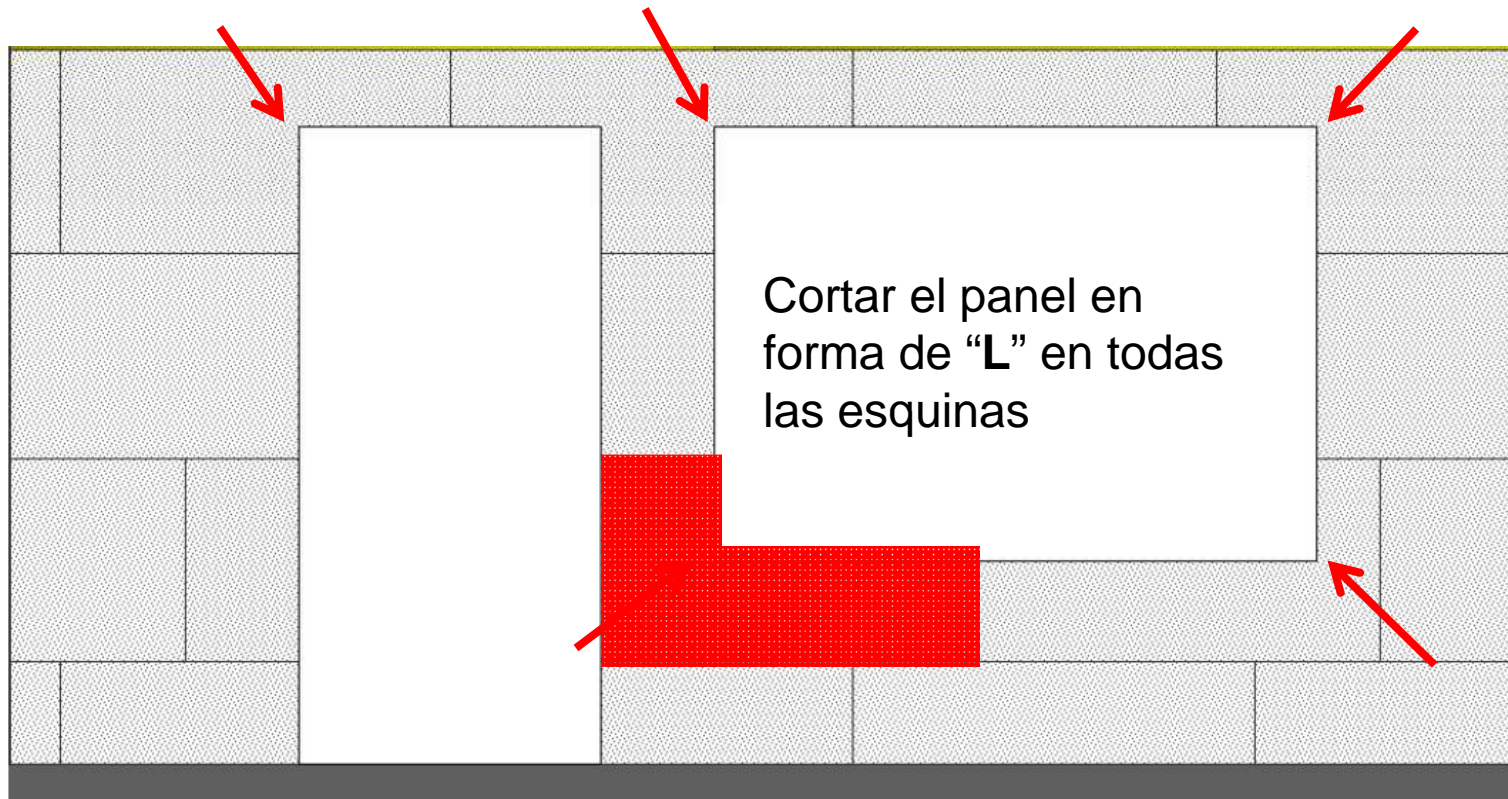 Cortar el panel en
forma de “L” en todas
las esquinas